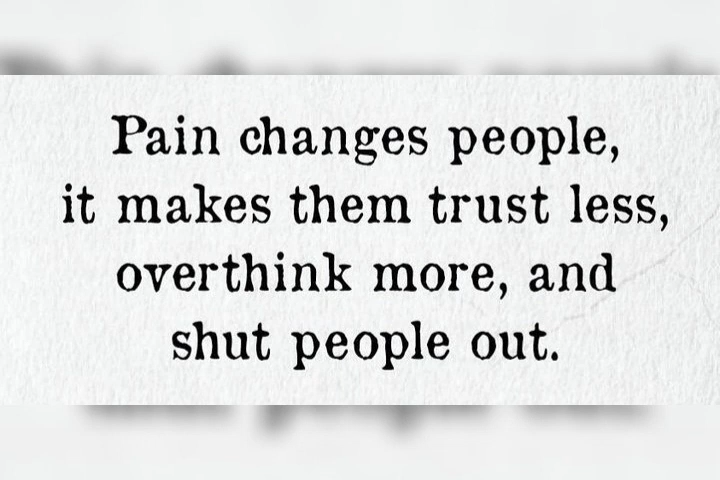 Pain changes people,
it makes them trust less,
overthink more, and
shut people out.